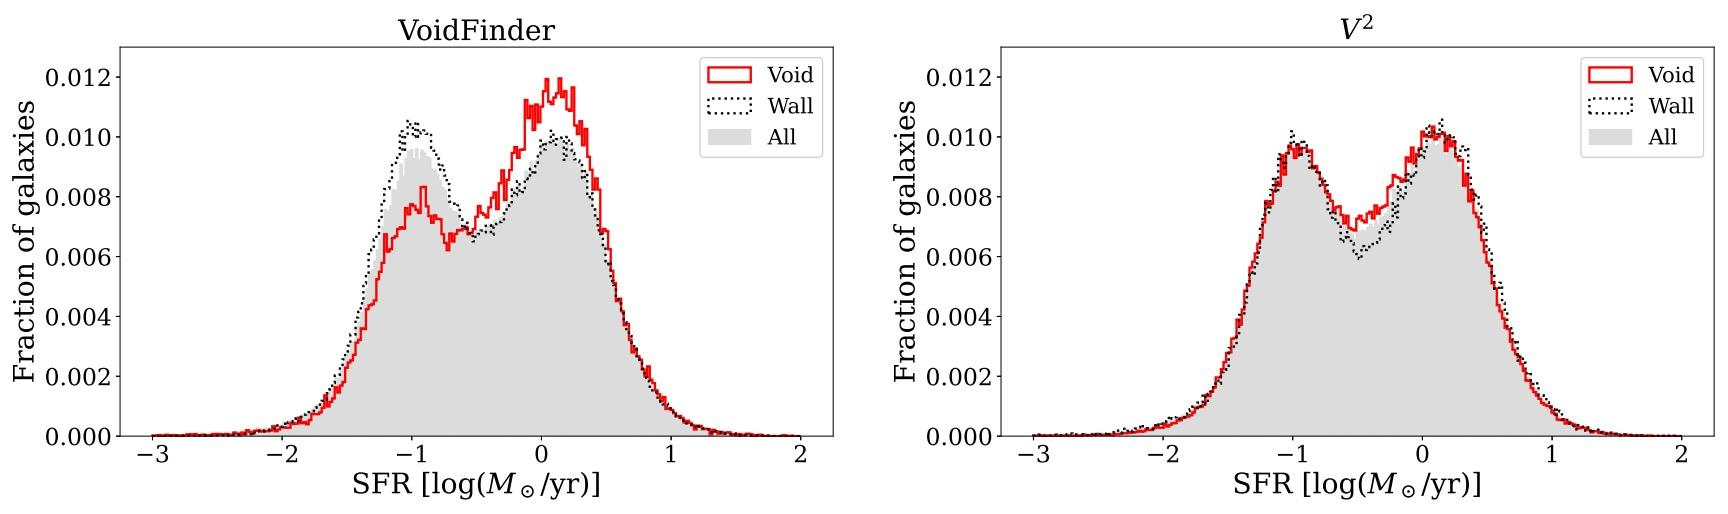 VoidFinder
0.012
0.010
0.008
0.006
0.004
0.002
0.000
Fraction of galaxies
−3 −2 −1 0 1 2
SFR [log(M⊙/yr)]
Void
Wall
All
V²
0.012
0.010
0.008
0.006
0.004
0.002
0.000
Fraction of galaxies
−3 −2 −1 0 1 2
SFR [log(M⊙/yr)]
Void
Wall
All